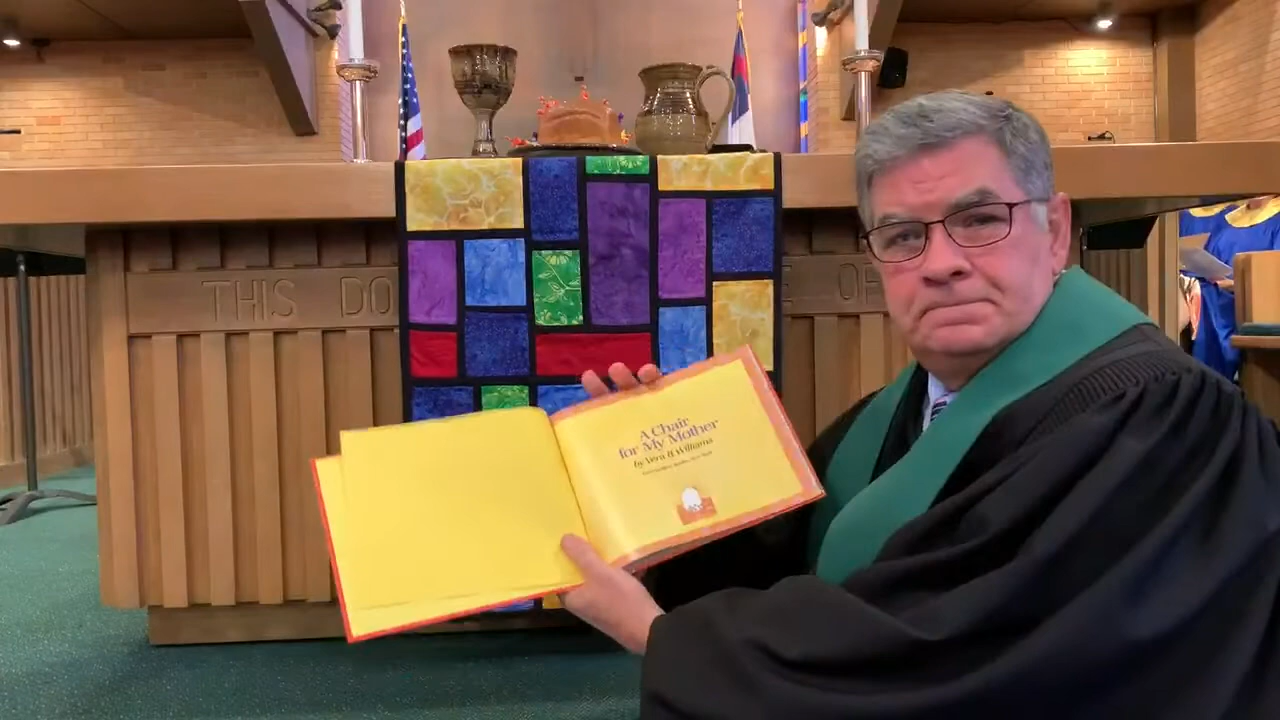 THIS DO
E OF
A Chair
for My Mother
by Vera B. Williams